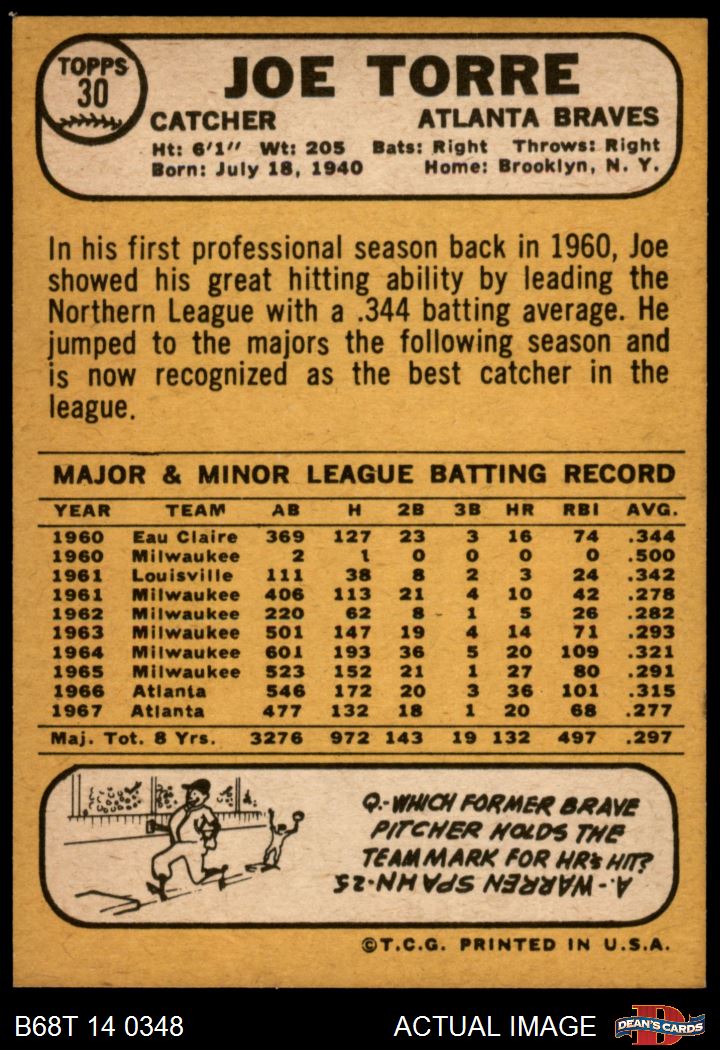 TOPPS
30
JOE TORRE
CATCHER ATLANTA BRAVES
Ht: 6'1" Wt: 205 Bats: Right Throws: Right
Born: July 18, 1940 Home: Brooklyn, N. Y.
In his first professional season back in 1960, Joe
showed his great hitting ability by leading the
Northern League with a .344 batting average. He
jumped to the majors the following season and
is now recognized as the best catcher in the
league.
MAJOR & MINOR LEAGUE BATTING RECORD
YEAR TEAM AB H 2B 3B HR RBI AVG.
1960 Eau Claire 369 127 23 3 16 74 .344
1960 Milwaukee 2 1 0 0 0 0 .500
1961 Louisville 111 38 8 2 3 24 .342
1961 Milwaukee 406 113 21 4 10 42 .278
1962 Milwaukee 220 62 8 1 5 26 .282
1963 Milwaukee 501 147 19 4 14 71 .293
1964 Milwaukee 601 193 36 5 20 109 .321
1965 Milwaukee 523 152 21 1 27 80 .291
1966 Atlanta 546 172 20 3 36 101 .315
1967 Atlanta 477 132 18 1 20 68 .277
Maj. Tot. 8 Yrs. 3276 972 143 19 132 497 .297
Q.-WHICH FORMER BRAVE
PITCHER HOLDS THE
TEAM MARK FOR HR's HIT?
A.-WARREN SPAHN-25
©T.C.G. PRINTED IN U.S.A.
B68T 14 0348 ACTUAL IMAGE D DEAN'S CARDS